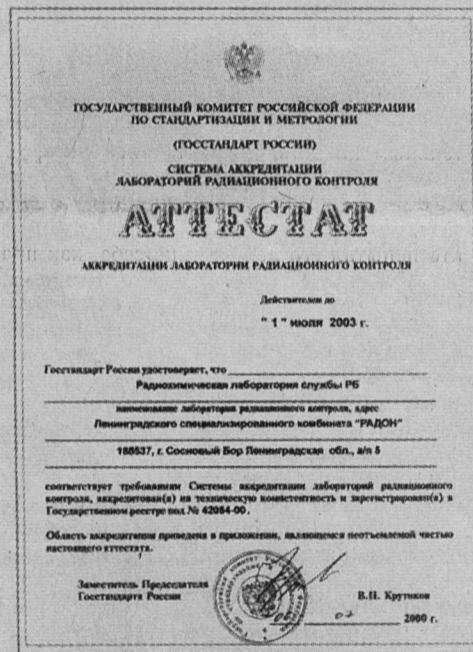 ГОСУДАРСТВЕННЫЙ КОМИТЕТ РОССИЙСКОЙ ФЕДЕРАЦИИ
ПО СТАНДАРТИЗАЦИИ И МЕТРОЛОГИИ
(ГОССТАНДАРТ РОССИИ)
СИСТЕМА АККРЕДИТАЦИИ
ЛАБОРАТОРИЙ РАДИАЦИОННОГО КОНТРОЛЯ
АТТЕСТАТ
АККРЕДИТАЦИИ ЛАБОРАТОРИИ РАДИАЦИОННОГО КОНТРОЛЯ
Действителен до
" 1 " июля 2003 г.
Госстандарт России удостоверяет, что
Радиохимическая лаборатория службы РБ
наименование лаборатории радиационного контроля, адрес
Ленинградского специализированного комбината "РАДОН"
188537, г. Сосновый Бор Ленинградская обл., а/я 5
соответствует требованиям Системы аккредитации лабораторий радиационного
контроля, аккредитован(а) на техническую компетентность и зарегистрирован(а) в
Государственном реестре под № 42054-00.
Область аккредитации приведена в приложении, являющемся неотъемлемой частью
настоящего аттестата.
Заместитель Председателя
Госстандарта России
В.Н. Крутиков
07 2000 г.